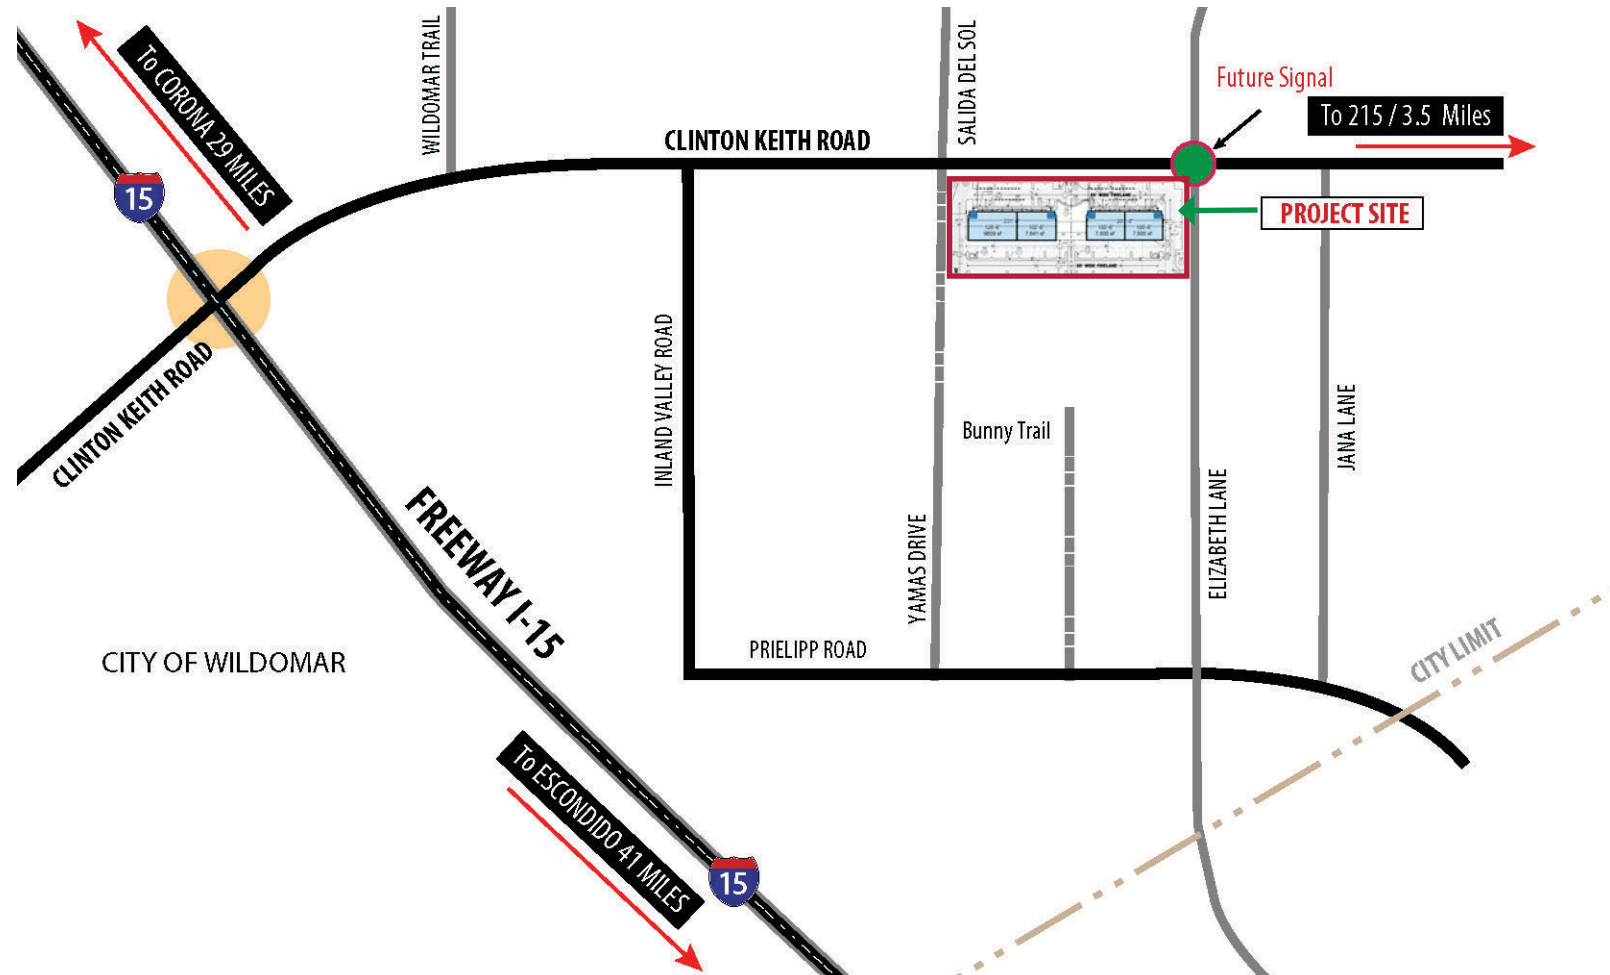 To CORONA 29 MILES
WILDOMAR TRAIL
SALIDA DEL SOL
Future Signal
To 215 / 3.5 Miles
CLINTON KEITH ROAD
15
PROJECT SITE
CLINTON KEITH ROAD
INLAND VALLEY ROAD
Bunny Trail
JANA LANE
FREEWAY I-15
YAMAS DRIVE
ELIZABETH LANE
PRIELIPP ROAD
CITY LIMIT
CITY OF WILDOMAR
To ESCONDIDO 41 MILES
15